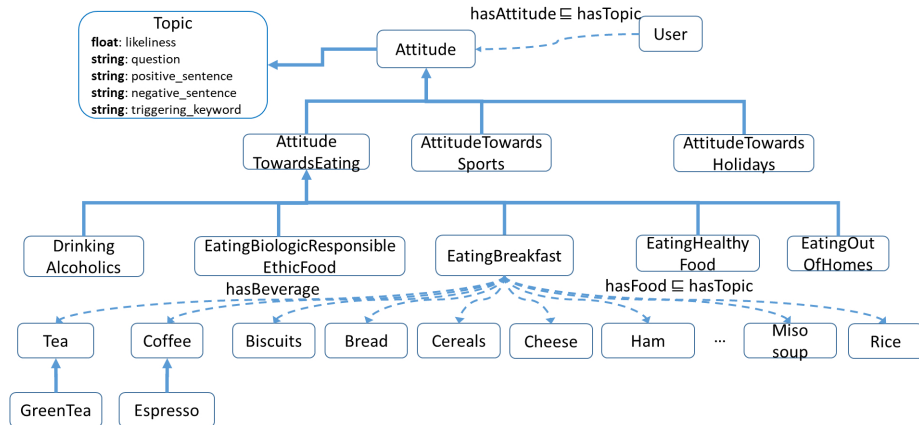 hasAttitude ⊑ hasTopic
Topic
float: likeliness
string: question
string: positive_sentence
string: negative_sentence
string: triggering_keyword
Attitude
User
Attitude
TowardsEating
AttitudeTowards
Sports
AttitudeTowards
Holidays
Drinking
Alcoholics
EatingBiologicResponsible
EthicFood
EatingBreakfast
EatingHealthy
Food
EatingOut
OfHomes
hasBeverage
hasFood ⊑ hasTopic
Tea
Coffee
Biscuits
Bread
Cereals
Cheese
Ham
...
Miso
soup
Rice
GreenTea
Espresso